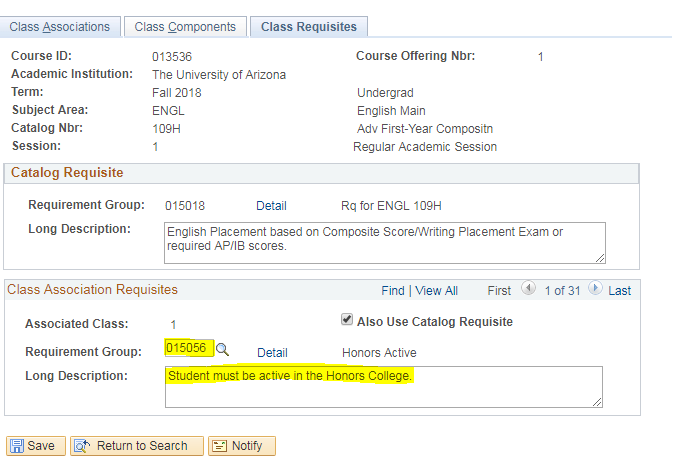 Class Associations Class Components Class Requisites
Course ID: 013536 Course Offering Nbr: 1
Academic Institution: The University of Arizona
Term: Fall 2018 Undergrad
Subject Area: ENGL English Main
Catalog Nbr: 109H Adv First-Year Compositn
Session: 1 Regular Academic Session
Catalog Requisite
Requirement Group: 015018 Detail Rq for ENGL 109H
Long Description: English Placement based on Composite Score/Writing Placement Exam or
required AP/IB scores.
Class Association Requisites Find | View All First 1 of 31 Last
Associated Class: 1 Also Use Catalog Requisite
Requirement Group: 015056 Detail Honors Active
Long Description: Student must be active in the Honors College.
Save Return to Search Notify